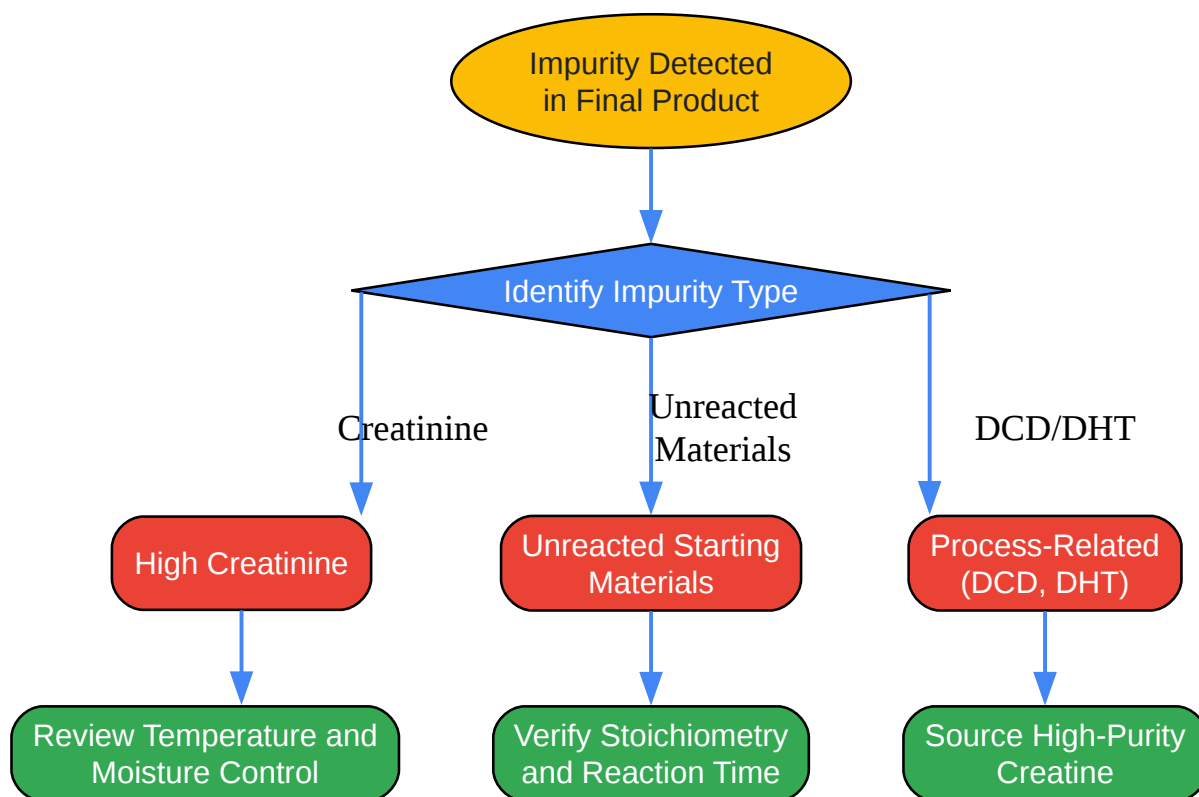 Impurity Detected
in Final Product
Identify Impurity Type
Creatinine
Unreacted
Materials
DCD/DHT
High Creatinine
Unreacted Starting
Materials
Process-Related
(DCD, DHT)
Review Temperature and
Moisture Control
Verify Stoichiometry
and Reaction Time
Source High-Purity
Creatine